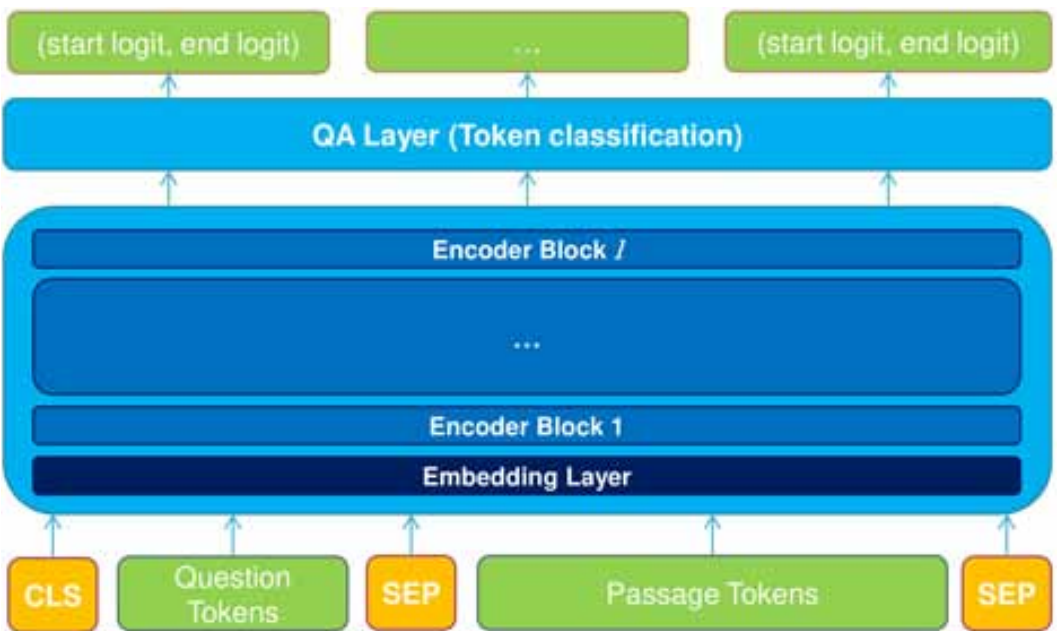 (start logit, end logit) ... (start logit, end logit)
QA Layer (Token classification)
Encoder Block l
...
Encoder Block 1
Embedding Layer
CLS Question Tokens SEP Passage Tokens SEP